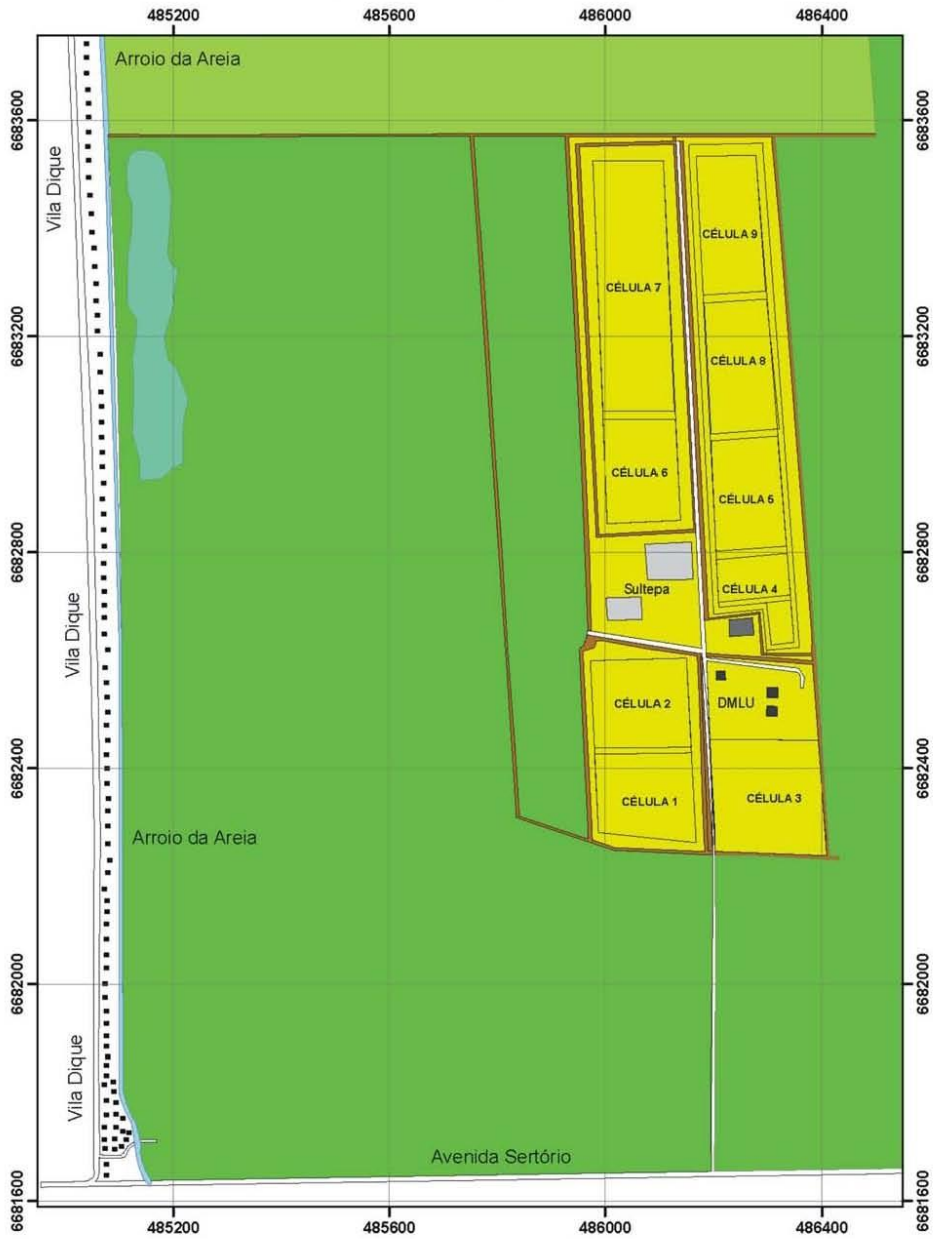 485200
485600
486000
486400
Arroio da Areia
6683600
6683600
Vila Dique
CÉLULA 9
CÉLULA 7
6683200
6683200
CÉLULA 8
CÉLULA 6
CÉLULA 5
6682800
6682800
Sultepa
CÉLULA 4
Vila Dique
CÉLULA 2
DMLU
6682400
6682400
CÉLULA 1
CÉLULA 3
Arroio da Areia
6682000
6682000
Vila Dique
Avenida Sertório
6681600
6681600
485200
485600
486000
486400